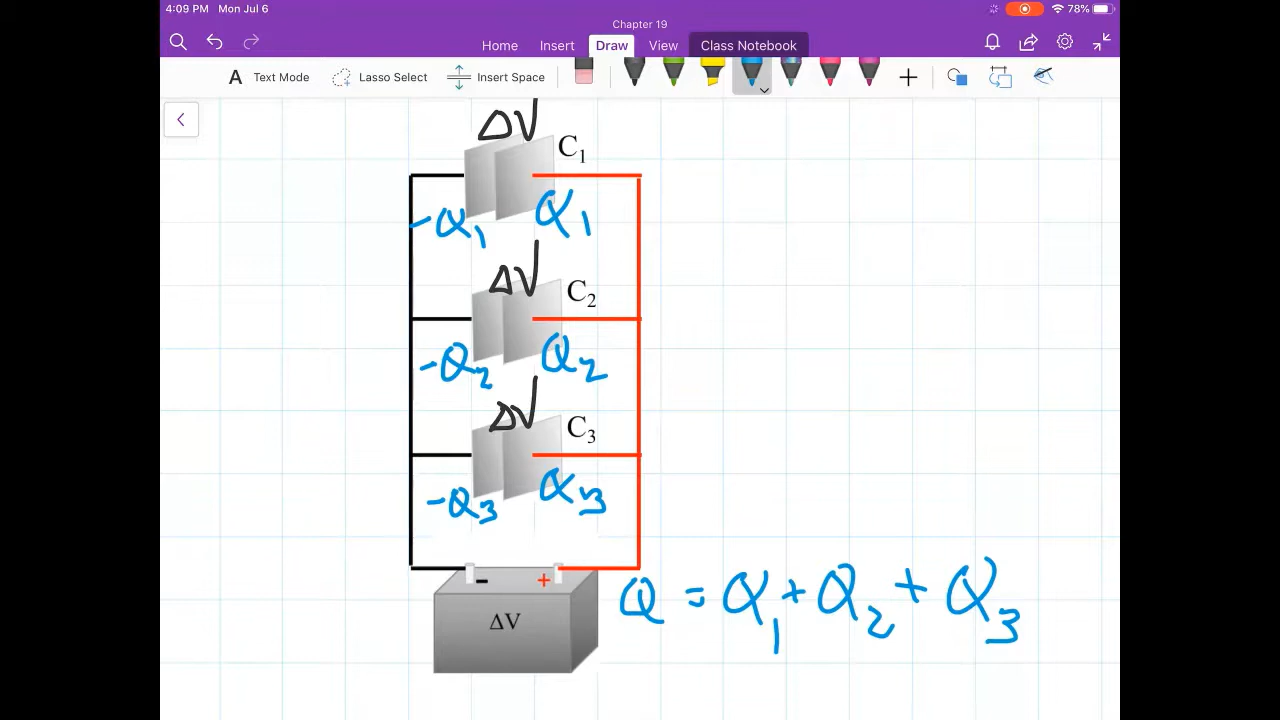 4:09 PM Mon Jul 6
78%
Chapter 19
Home Insert Draw View Class Notebook
A Text Mode Lasso Select Insert Space
ΔV
C₁
-Q₁ Q₁
ΔV
C₂
-Q₂ Q₂
ΔV
C₃
-Q₃ Q₃
- +
ΔV
Q = Q₁ + Q₂ + Q₃